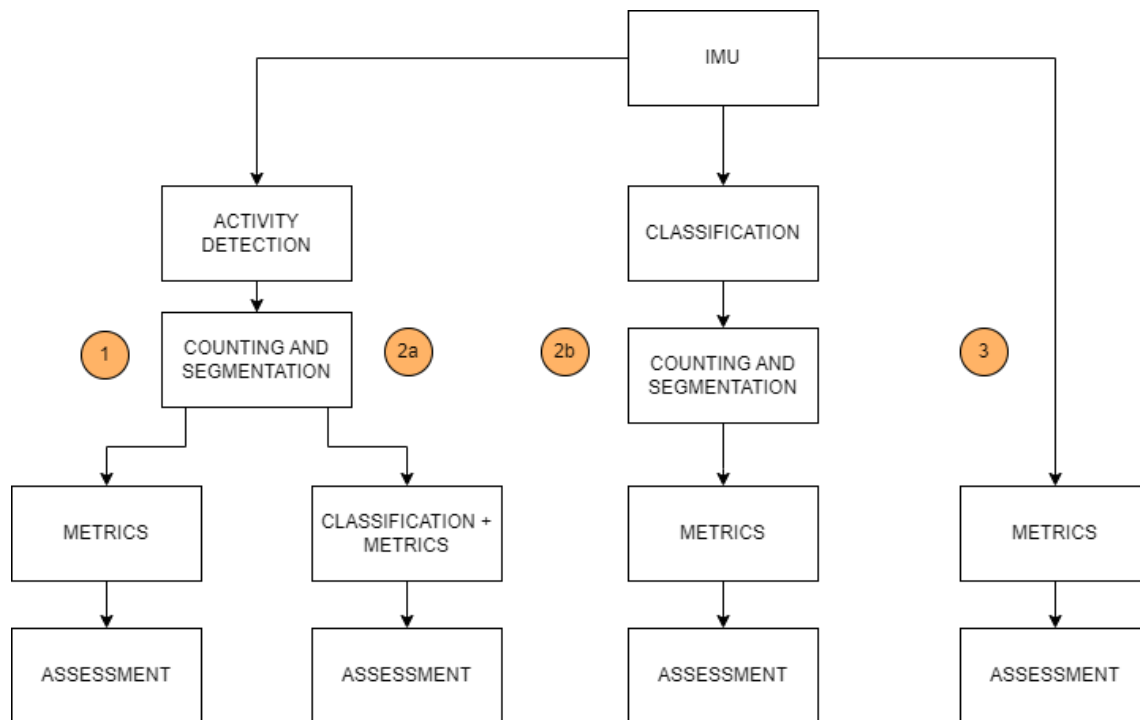 IMU
ACTIVITY
DETECTION
CLASSIFICATION
1
COUNTING AND
SEGMENTATION
2a
2b
COUNTING AND
SEGMENTATION
3
METRICS
CLASSIFICATION +
METRICS
METRICS
METRICS
ASSESSMENT
ASSESSMENT
ASSESSMENT
ASSESSMENT